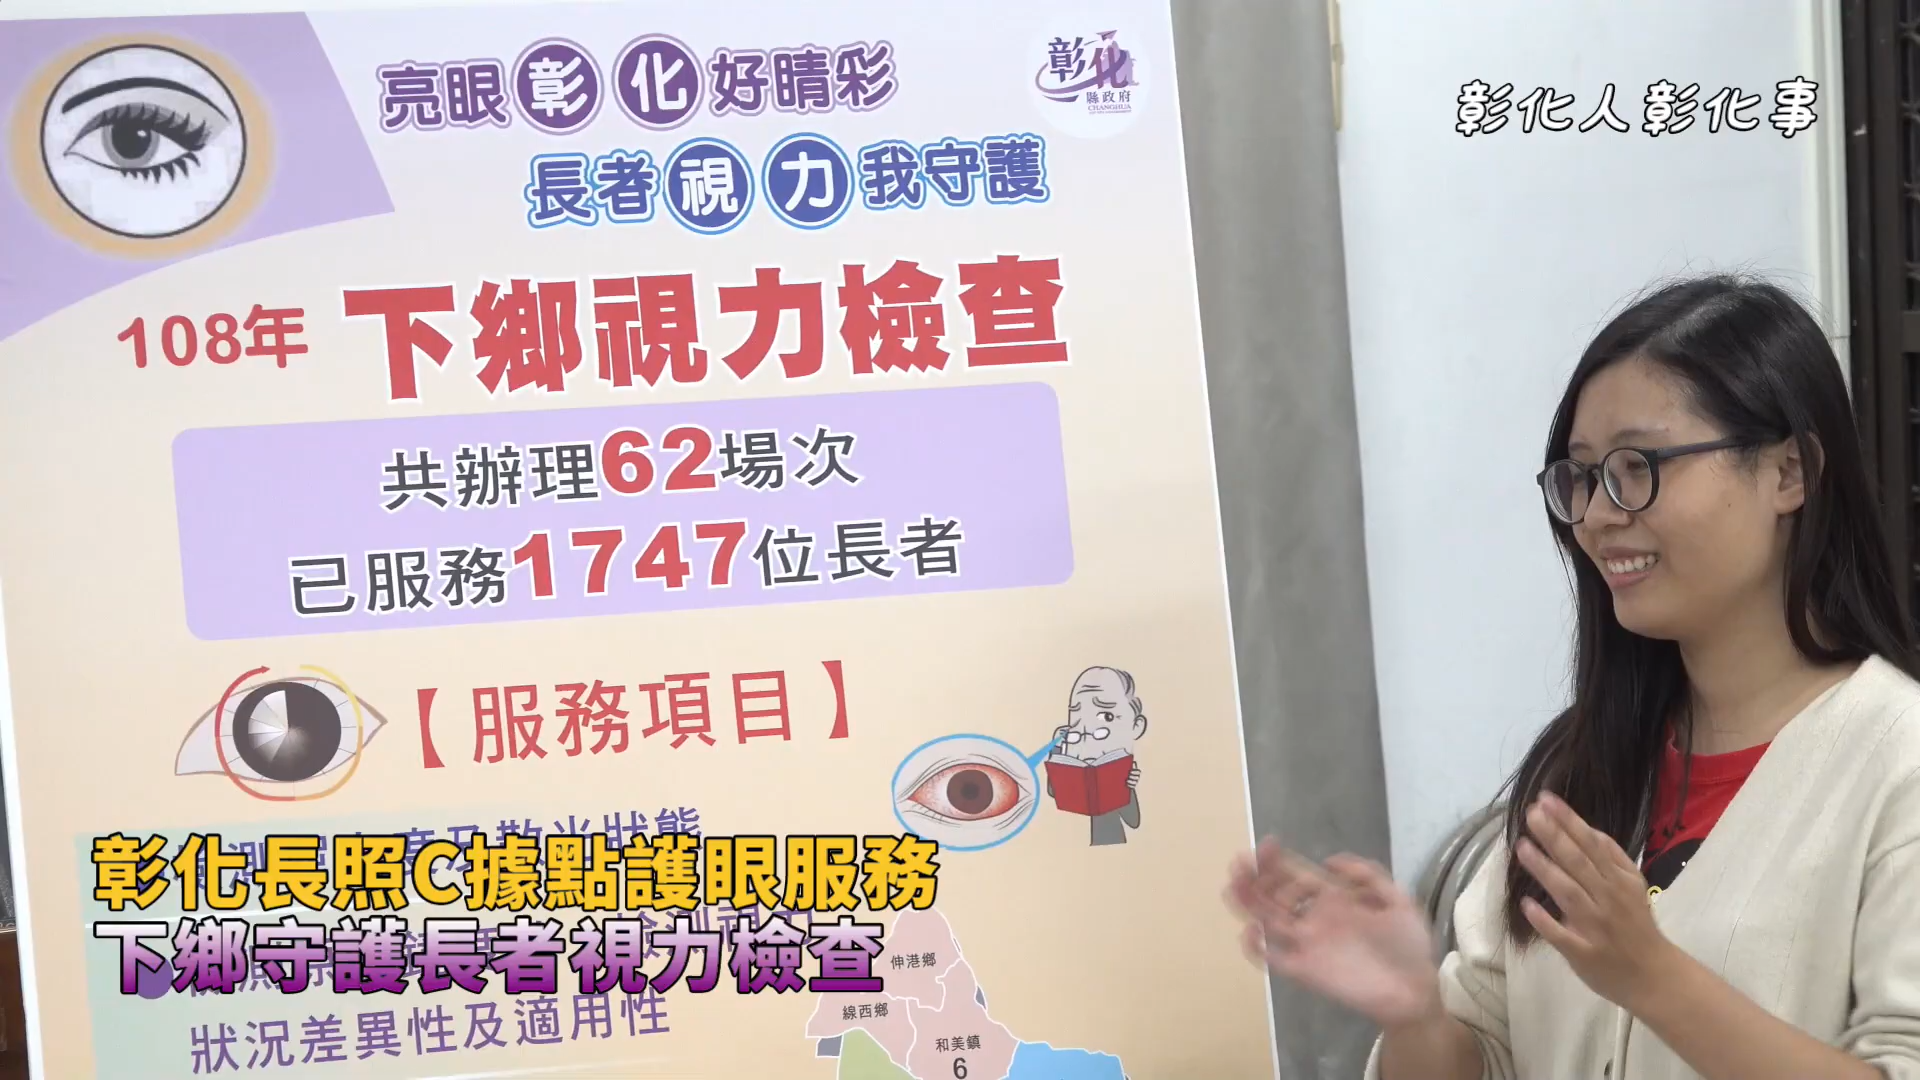 亮眼彰化好睛彩
長者視力我守護
彰化
縣政府
CHANGHUA
彰化人彰化事
108年 下鄉視力檢查
共辦理62場次
已服務1747位長者
【服務項目】
彰化長照C據點護眼服務
下鄉守護長者視力檢查
狀況差異性及適用性
伸港鄉
線西鄉
和美鎮
6